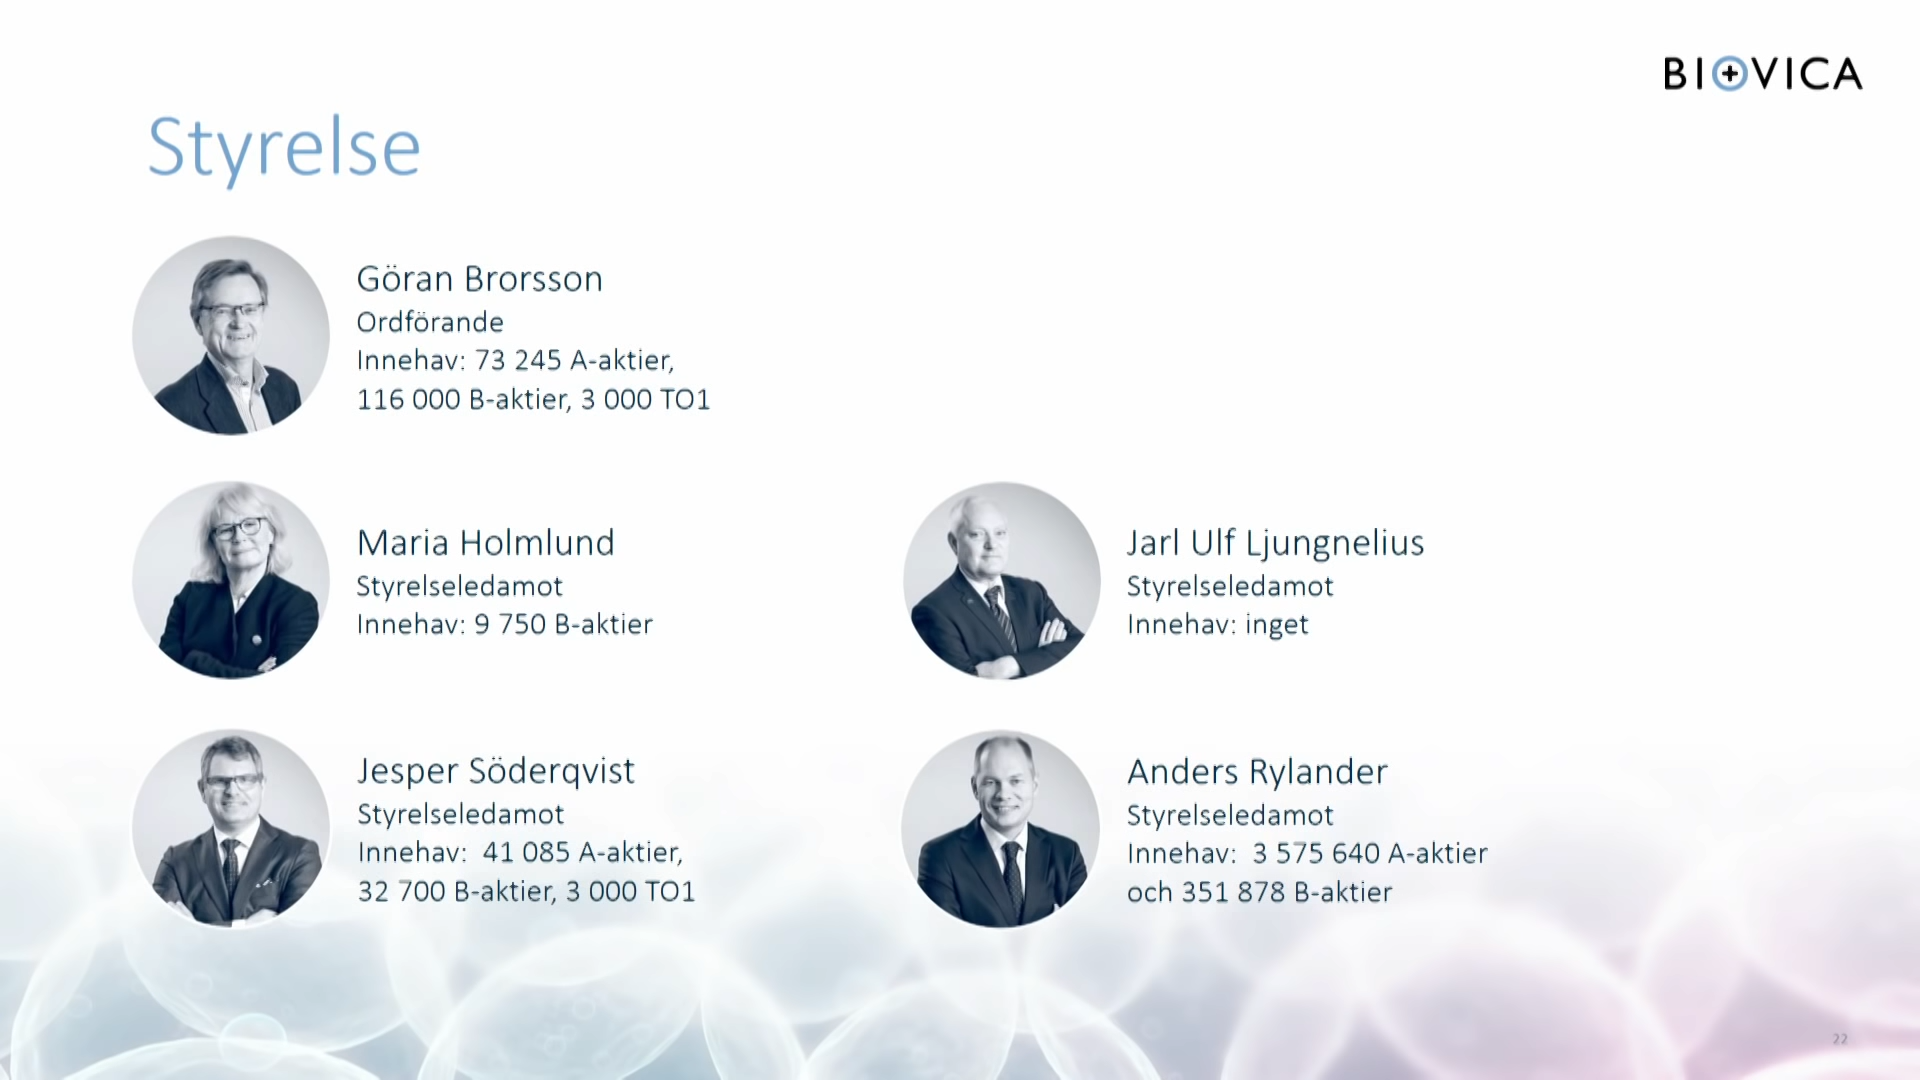 BIOVICA
Styrelse
Göran Brorsson
Ordförande
Innehav: 73 245 A-aktier,
116 000 B-aktier, 3 000 TO1
Maria Holmlund
Styrelseledamot
Innehav: 9 750 B-aktier
Jarl Ulf Ljungnelius
Styrelseledamot
Innehav: inget
Jesper Söderqvist
Styrelseledamot
Innehav: 41 085 A-aktier,
32 700 B-aktier, 3 000 TO1
Anders Rylander
Styrelseledamot
Innehav: 3 575 640 A-aktier
och 351 878 B-aktier
22